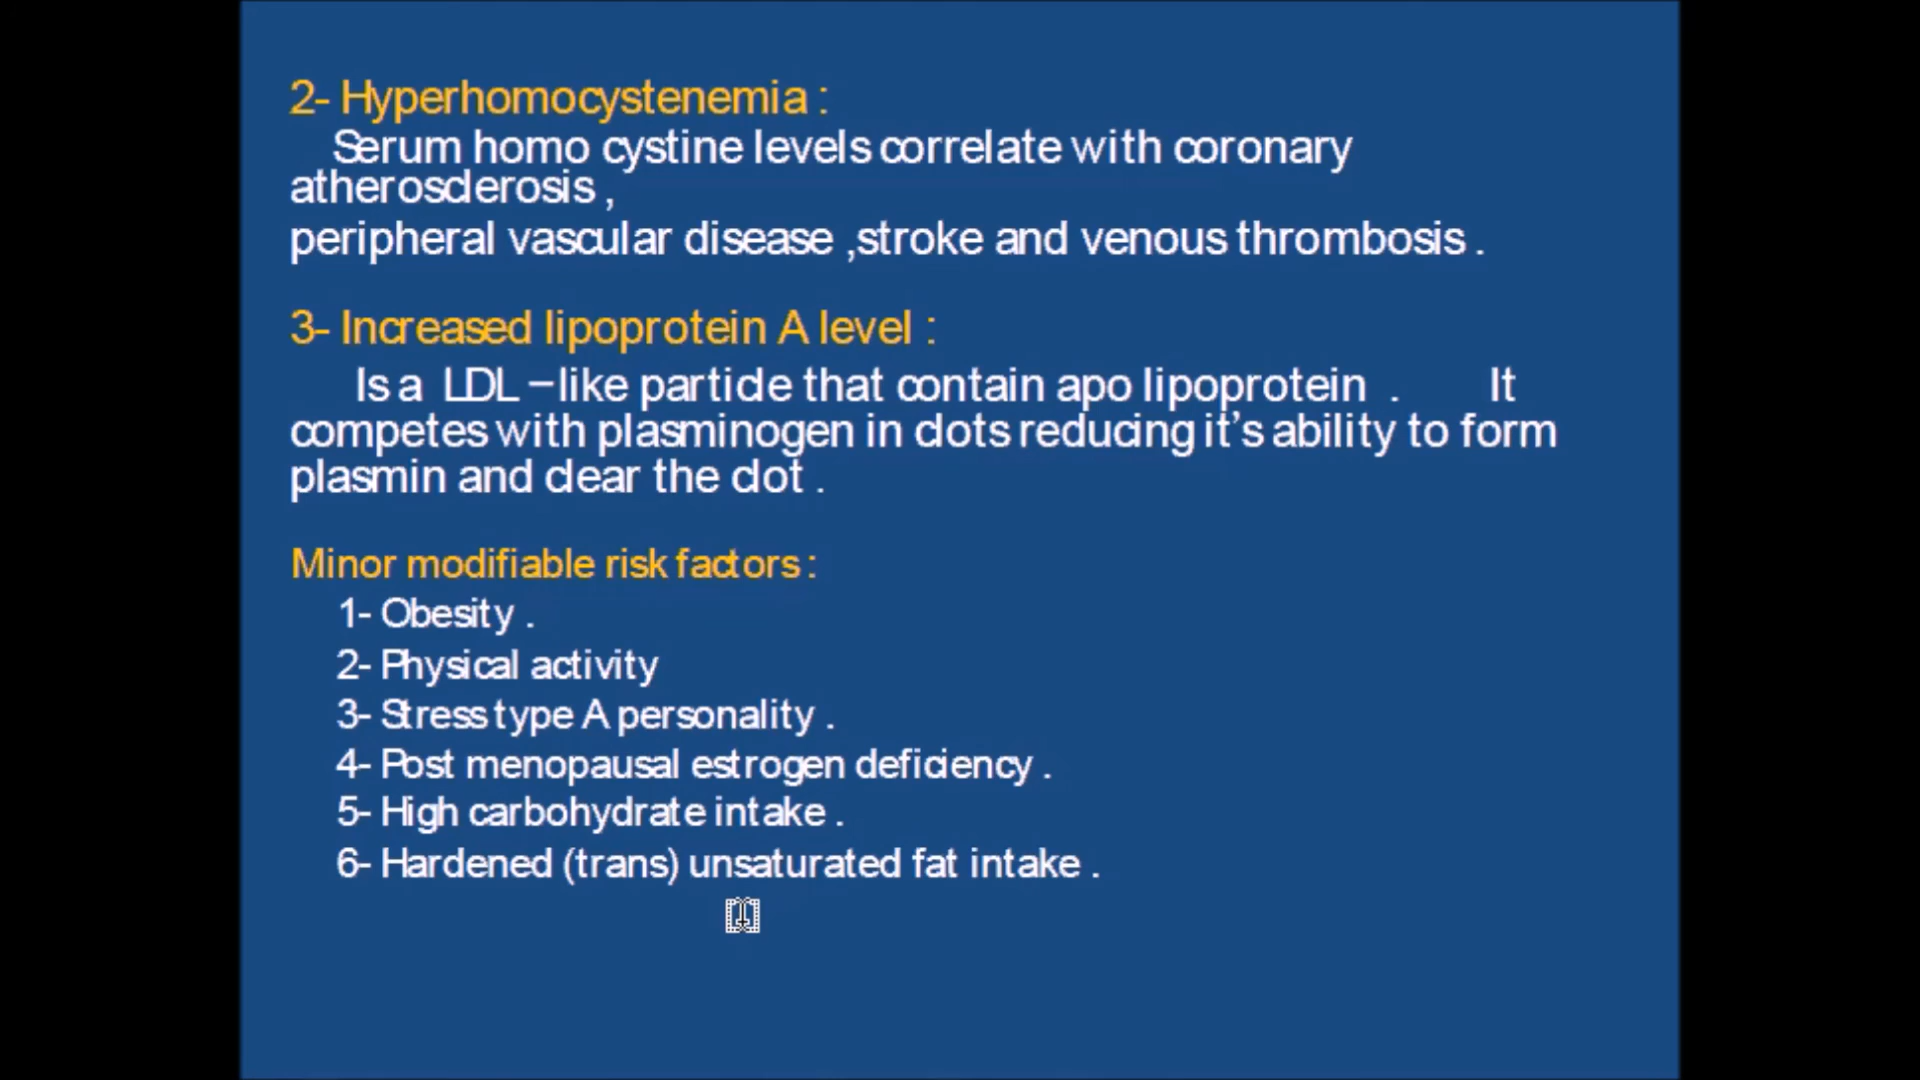 2- Hyperhomocystenemia :
Serum homo cystine levels correlate with coronary
atherosclerosis ,
peripheral vascular disease ,stroke and venous thrombosis .
3- Increased lipoprotein A level :
Is a LDL –like particle that contain apo lipoprotein . It
competes with plasminogen in clots reducing it’s ability to form
plasmin and clear the clot .
Minor modifiable risk factors :
1- Obesity .
2- Physical activity
3- Stress type A personality .
4- Post menopausal estrogen deficiency .
5- High carbohydrate intake .
6- Hardened (trans) unsaturated fat intake .